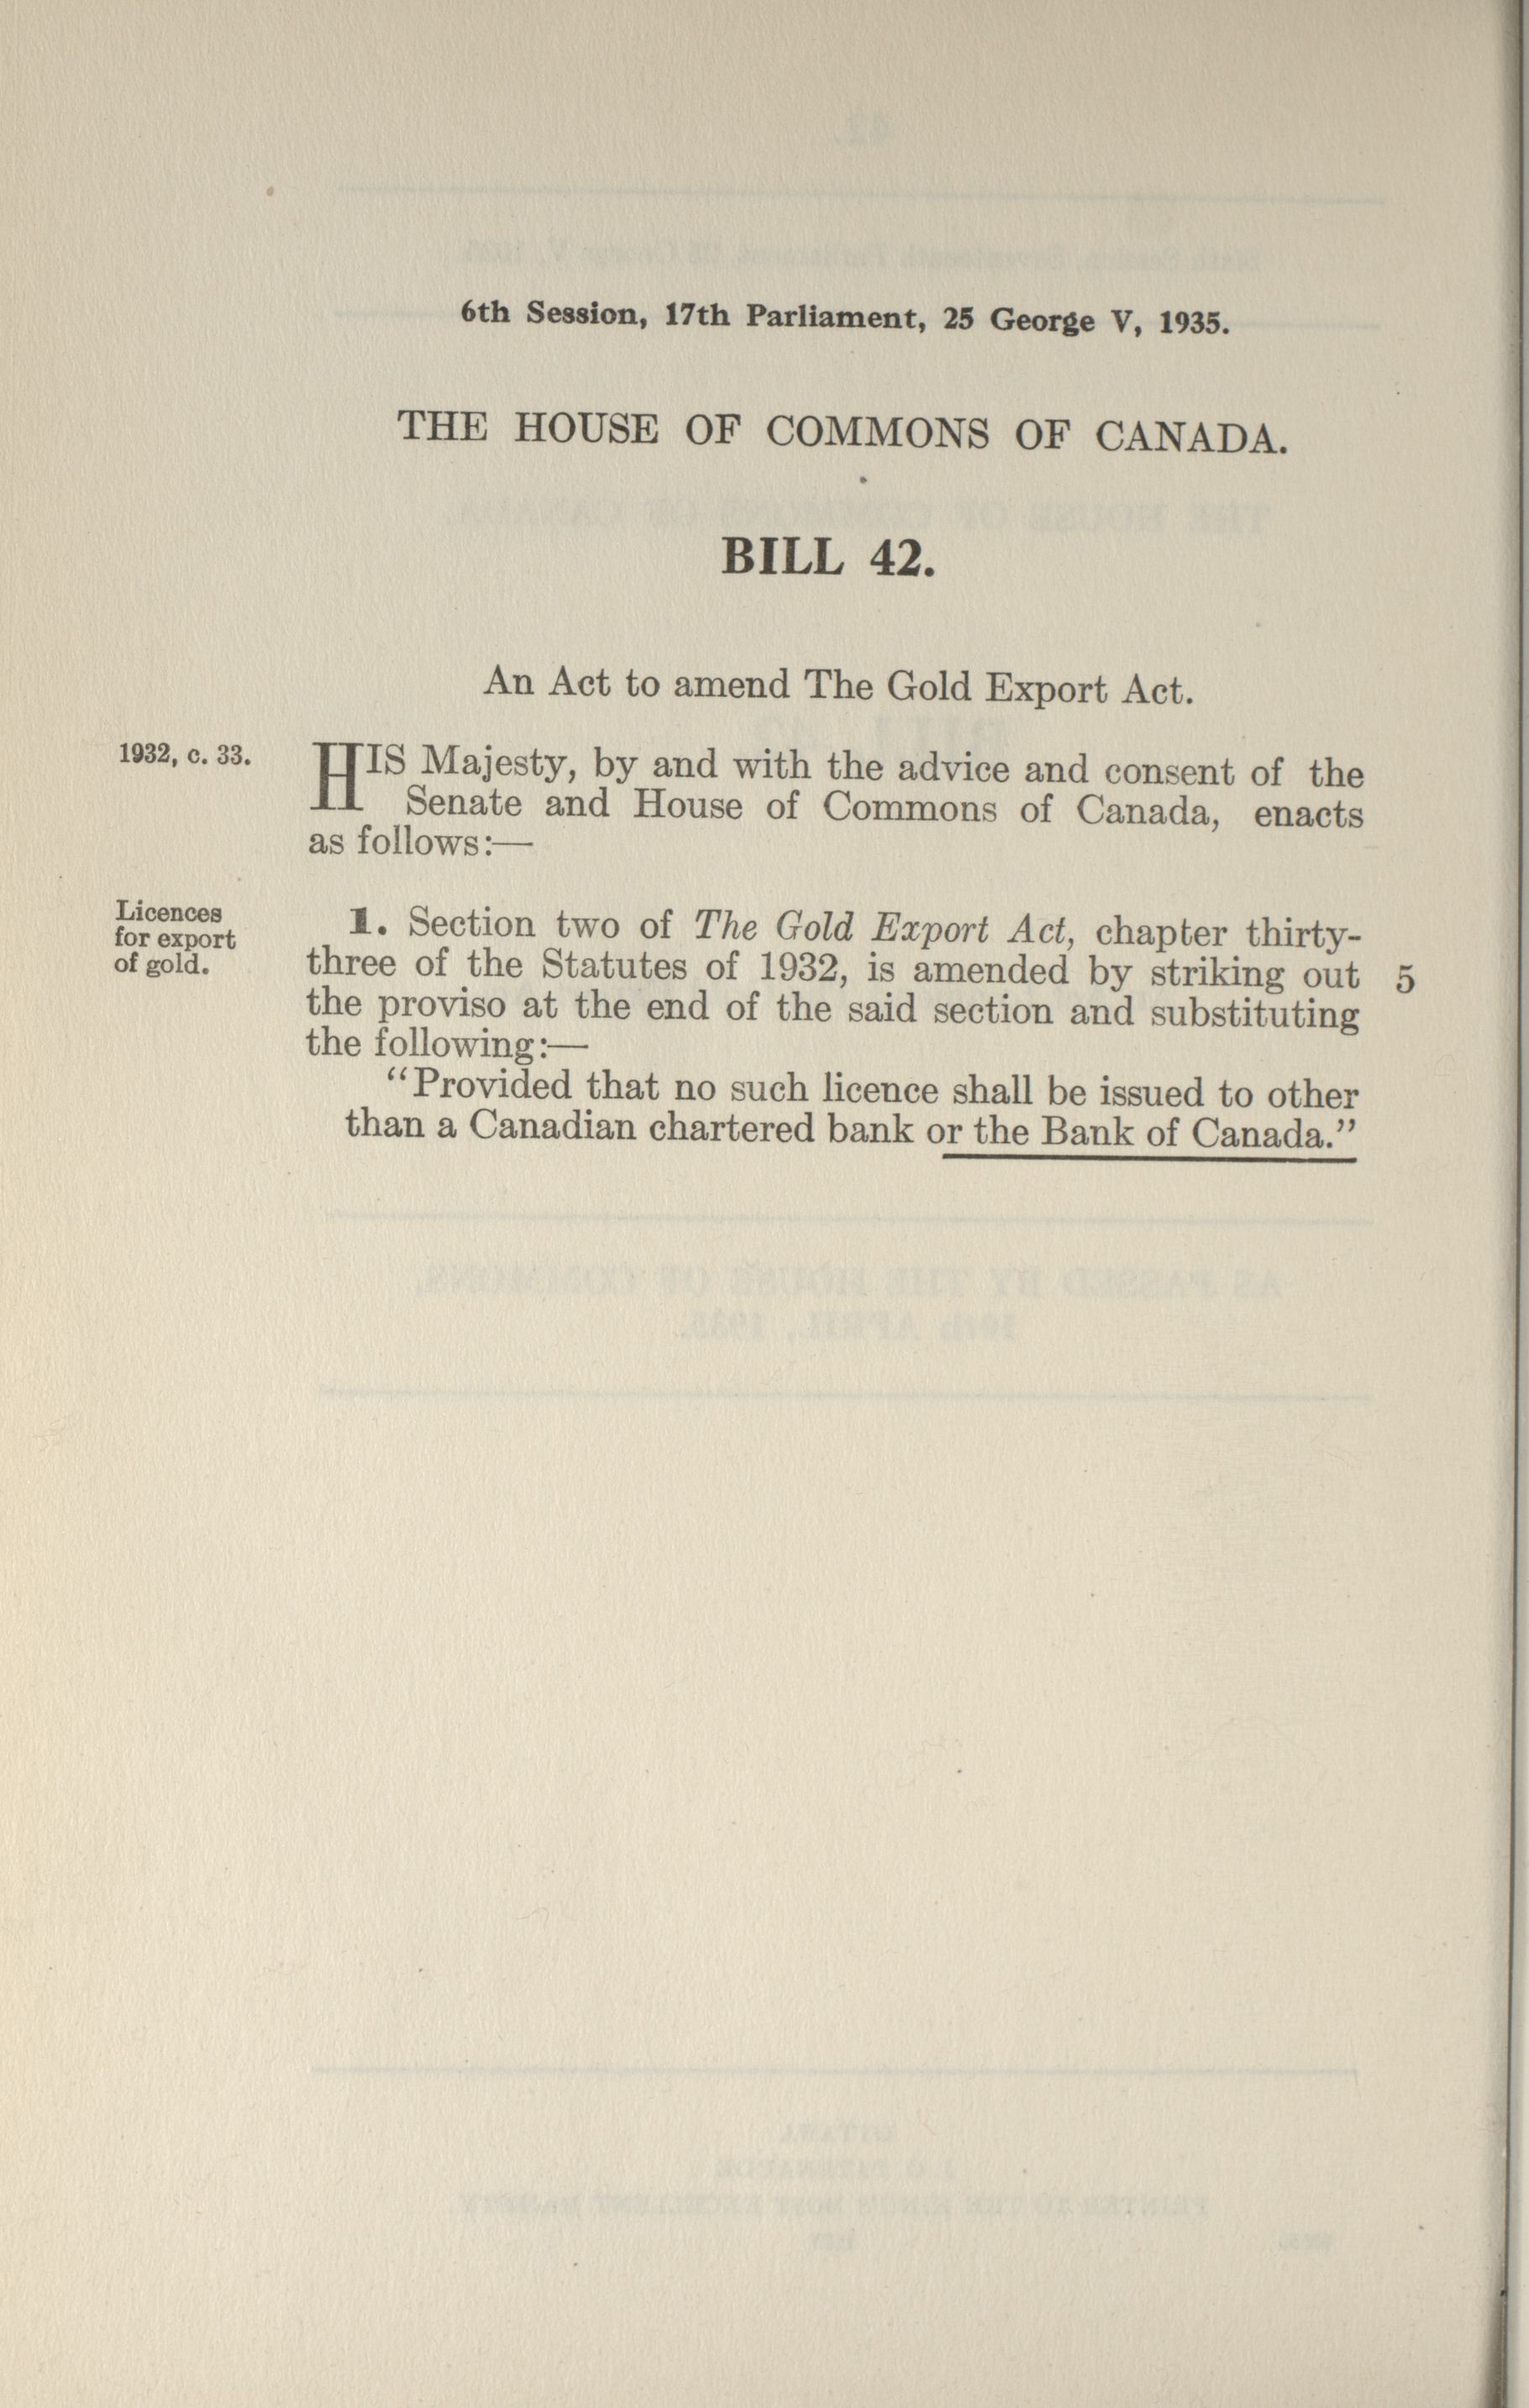 6th Session, 17th Parliament, 25 George V, 1935.
THE HOUSE OF COMMONS OF CANADA.
BILL 42.
An Act to amend The Gold Export Act.
1932, c. 33.
HIS Majesty, by and with the advice and consent of the
Senate and House of Commons of Canada, enacts
as follows:—
Licences
for export
of gold.
1. Section two of The Gold Export Act, chapter thirty-
three of the Statutes of 1932, is amended by striking out 5
the proviso at the end of the said section and substituting
the following:—
“Provided that no such licence shall be issued to other
than a Canadian chartered bank or the Bank of Canada.”